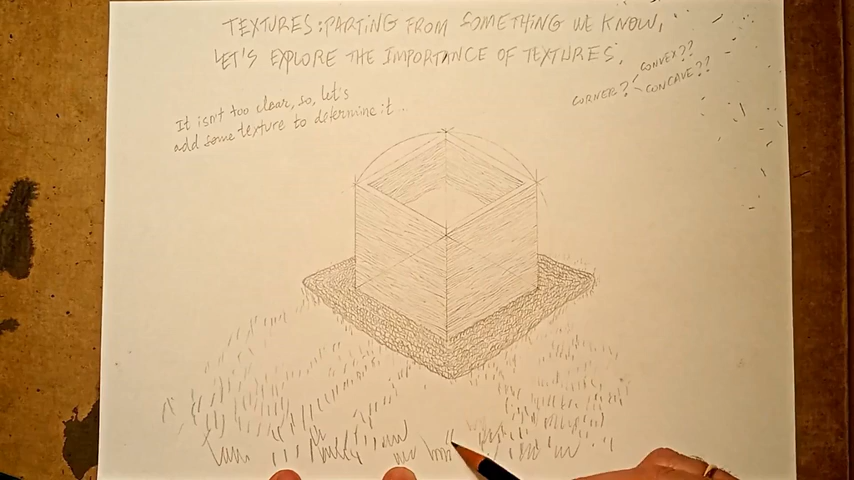 TEXTURES: PARTING FROM SOMETHING WE KNOW,
LET'S EXPLORE THE IMPORTANCE OF TEXTURES.
It isn't too clear, so, let's
add some texture to determine it...
CONVEX??
CORNER?
CONCAVE??